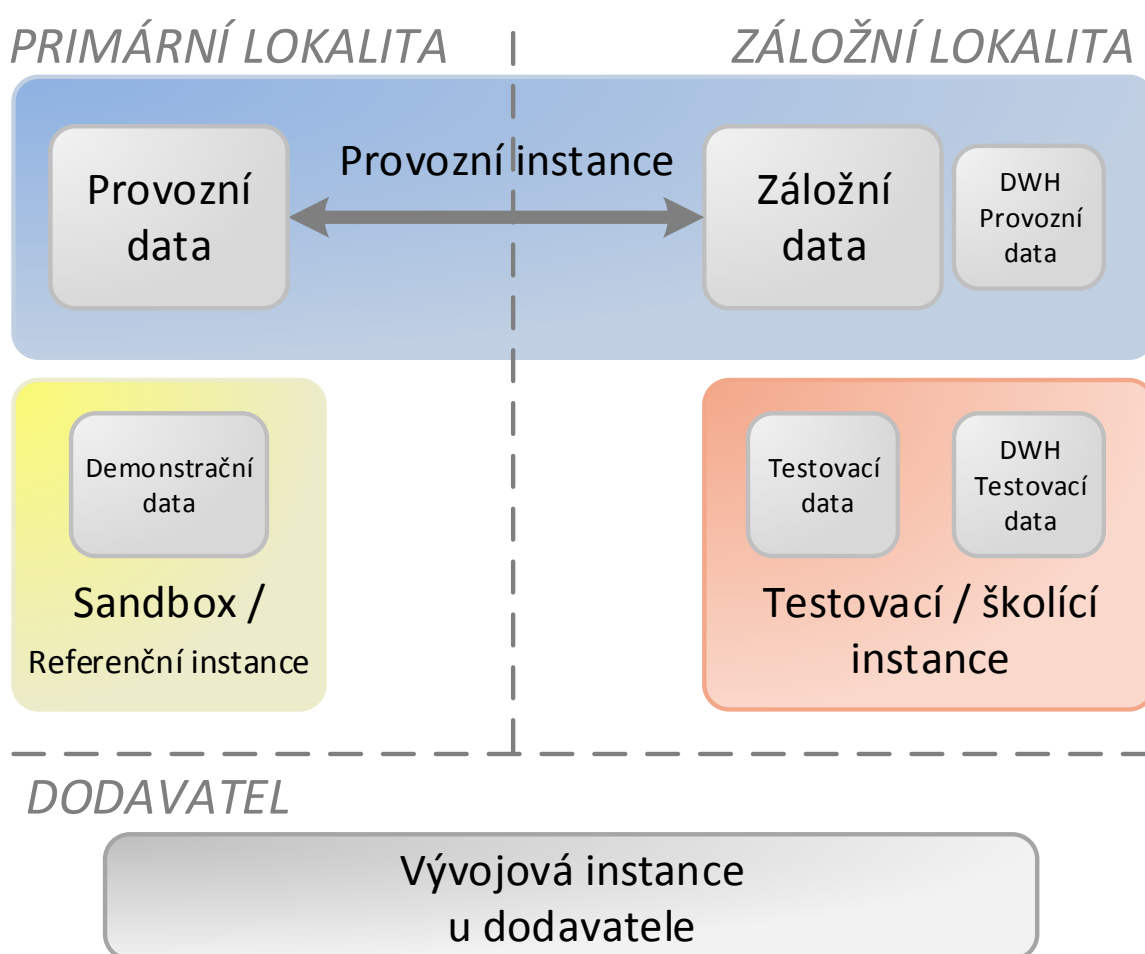 PRIMÁRNÍ LOKALITA
ZÁLOŽNÍ LOKALITA
Provozní
data
Provozní instance
Záložní
data
DWH
Provozní
data
Demonstrační
data
Sandbox /
Referenční instance
Testovací
data
DWH
Testovací
data
Testovací / školící
instance
DODAVATEL
Vývojová instance
u dodavatele